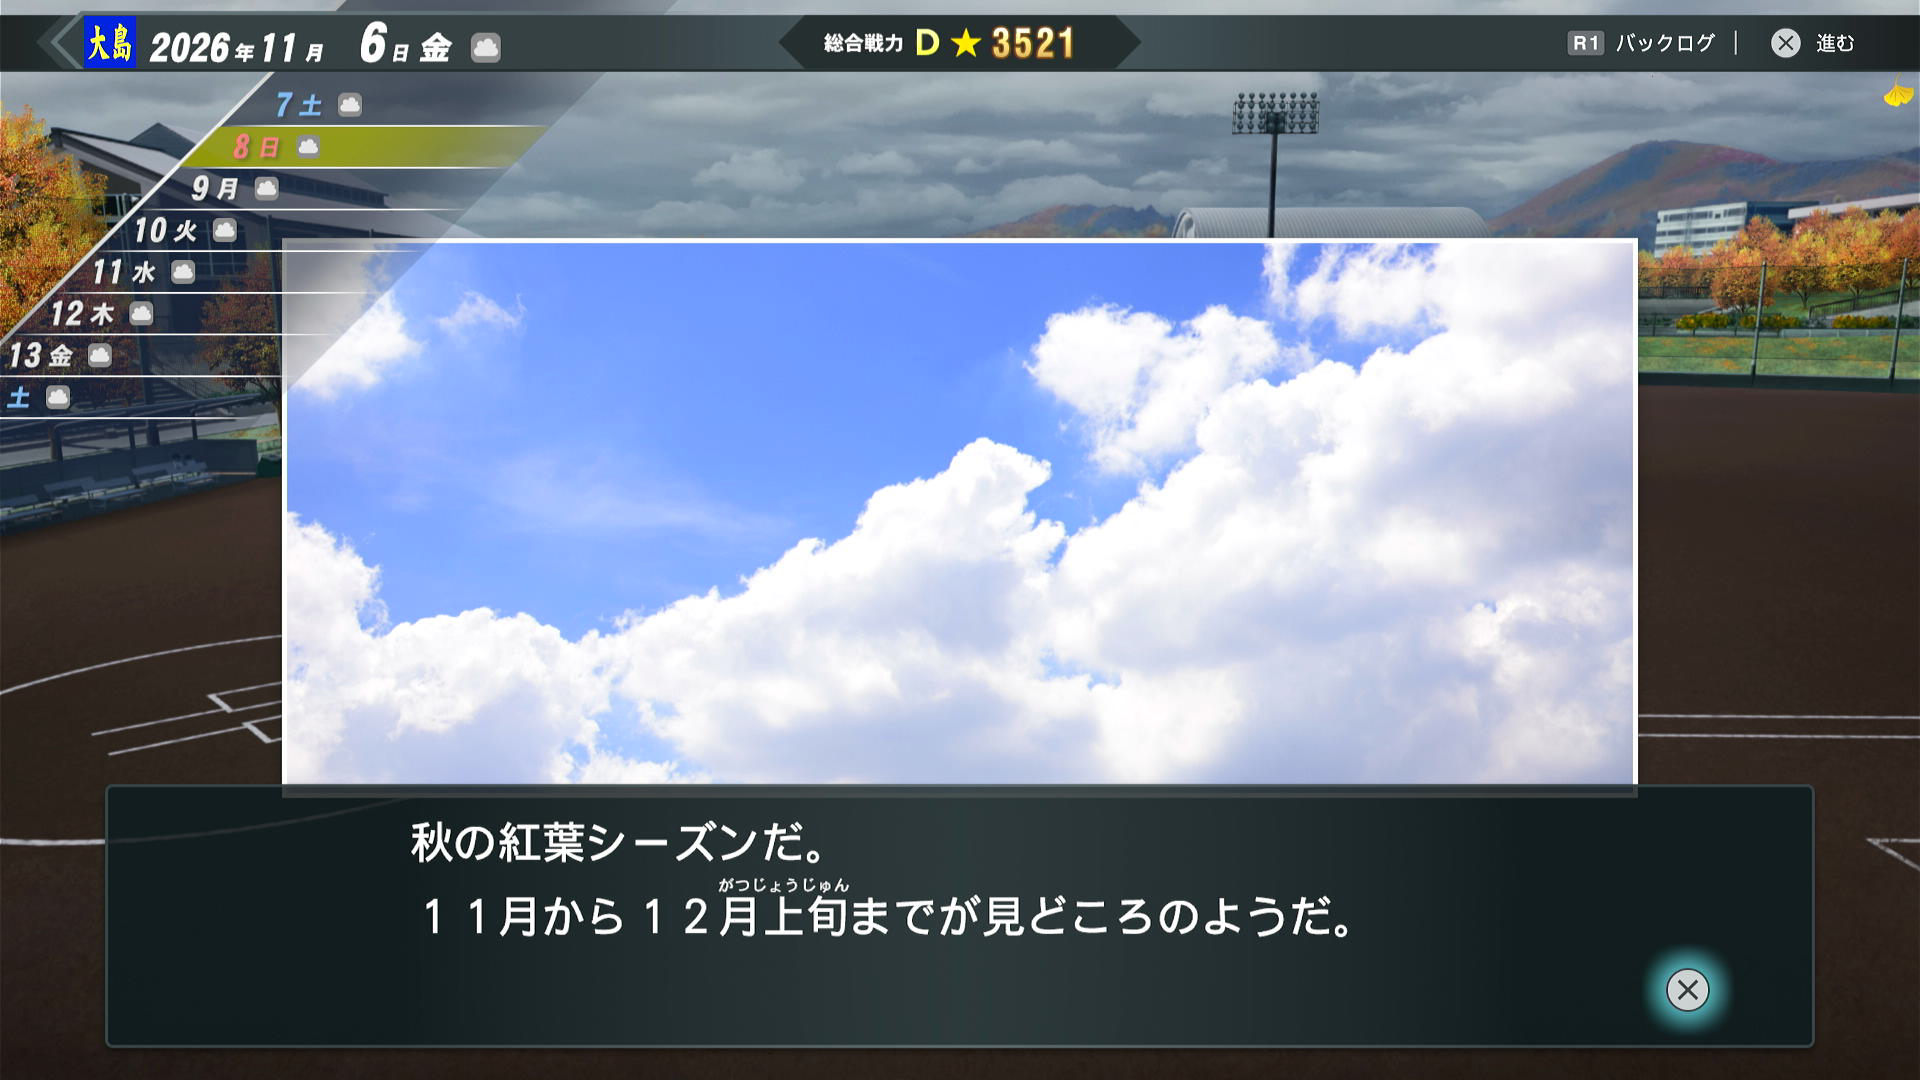 大島 2026年11月 6日 金
総合戦力 D ★ 3521
R1 バックログ | ✕ 進む
7 土
8 日
9 月
10 火
11 水
12 木
13 金
土
秋の紅葉シーズンだ。
がつじょうじゅん
１１月から１２月上旬までが見どころのようだ。